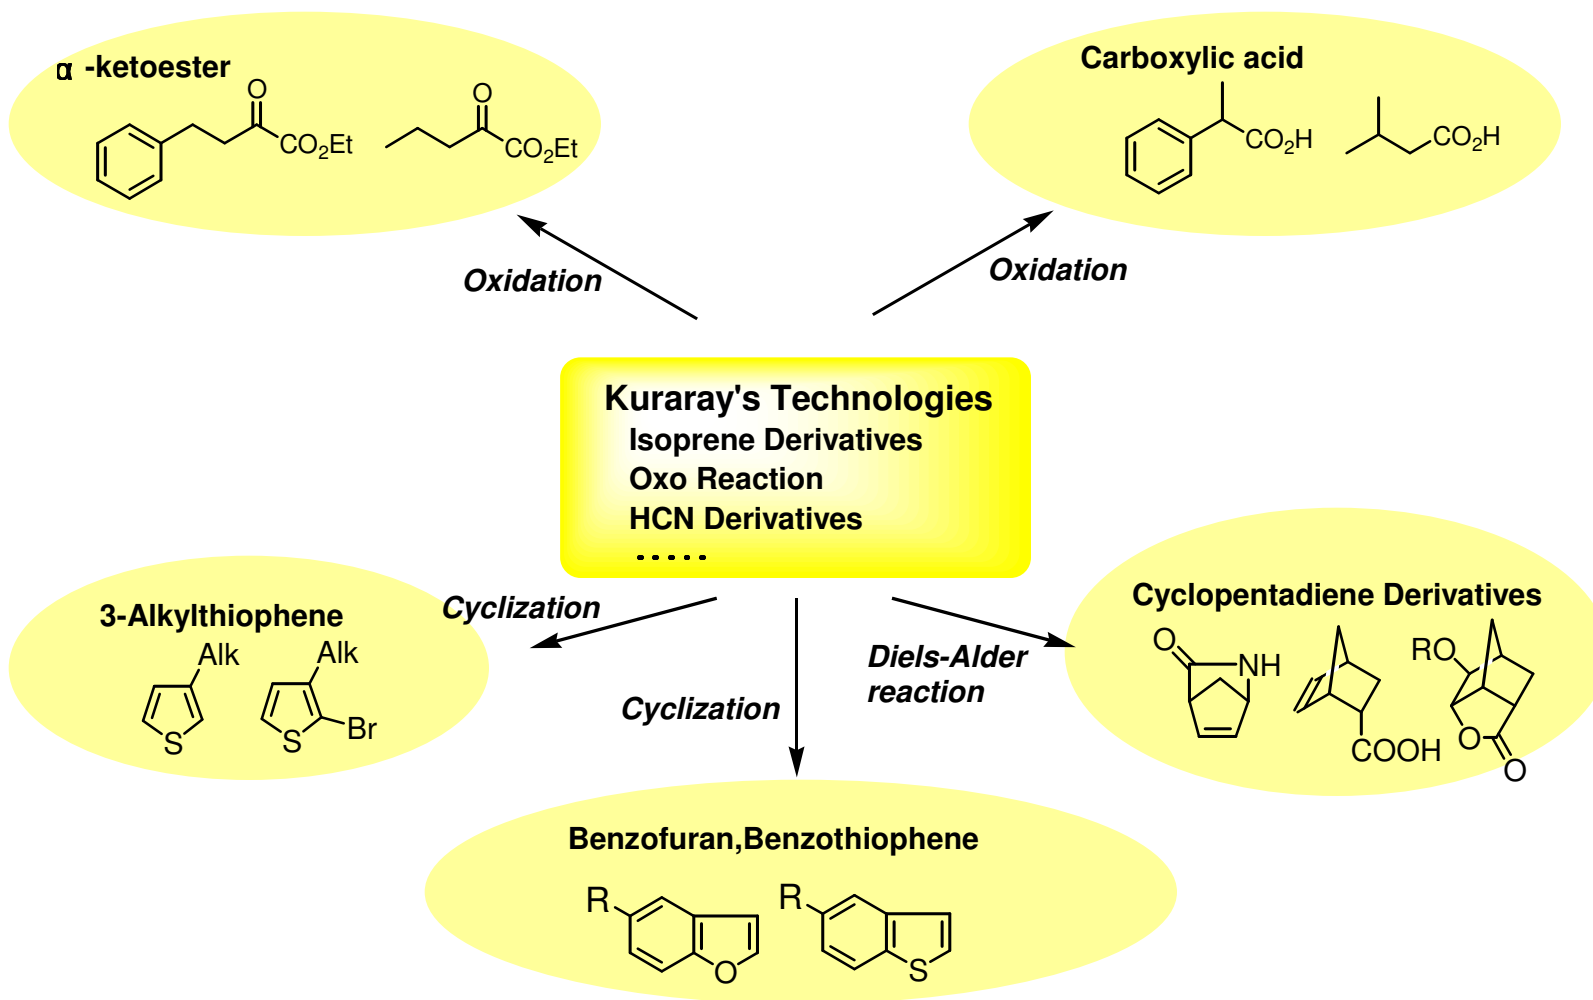 α -ketoester
O
CO2Et
O
CO2Et
Carboxylic acid
CO2H
CO2H
Oxidation
Oxidation
Kuraray's Technologies
Isoprene Derivatives
Oxo Reaction
HCN Derivatives
.....
3-Alkylthiophene
Alk
S
Alk
S
Br
Cyclization
Cyclization
Diels-Alder
reaction
Cyclopentadiene Derivatives
O
NH
COOH
RO
O
O
Benzofuran,Benzothiophene
R
O
R
S